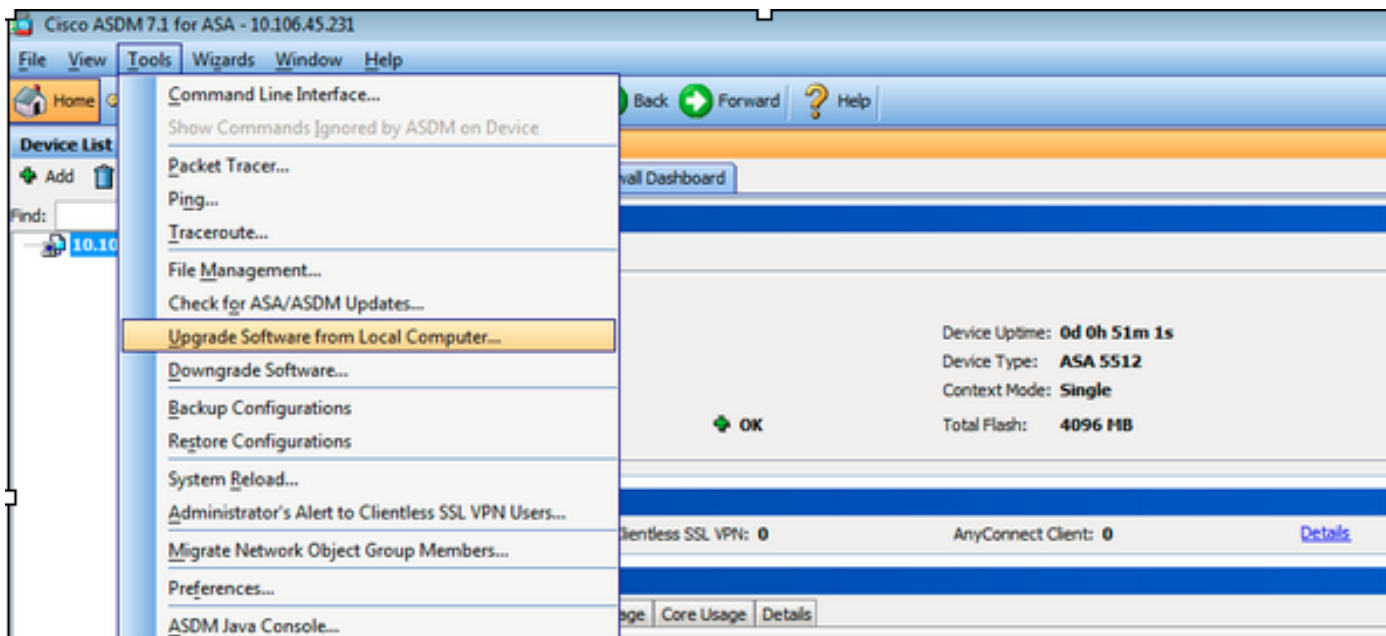 Cisco ASDM 7.1 for ASA - 10.106.45.231
File View Tools Wizards Window Help
Home Back Forward Help
Command Line Interface...
Show Commands Ignored by ASDM on Device
Device List
Add
Packet Tracer...
Ping...
Traceroute...
File Management...
Check for ASA/ASDM Updates...
Upgrade Software from Local Computer...
Downgrade Software...
Backup Configurations
Restore Configurations
System Reload...
Administrator's Alert to Clientless SSL VPN Users...
Migrate Network Object Group Members...
Preferences...
ASDM Java Console...
Find:
10.10
Dashboard
Device Uptime: 0d 0h 51m 1s
Device Type: ASA 5512
Context Mode: Single
OK
Total Flash: 4096 MB
SSL VPN: 0 AnyConnect Client: 0 Details
Core Usage Details